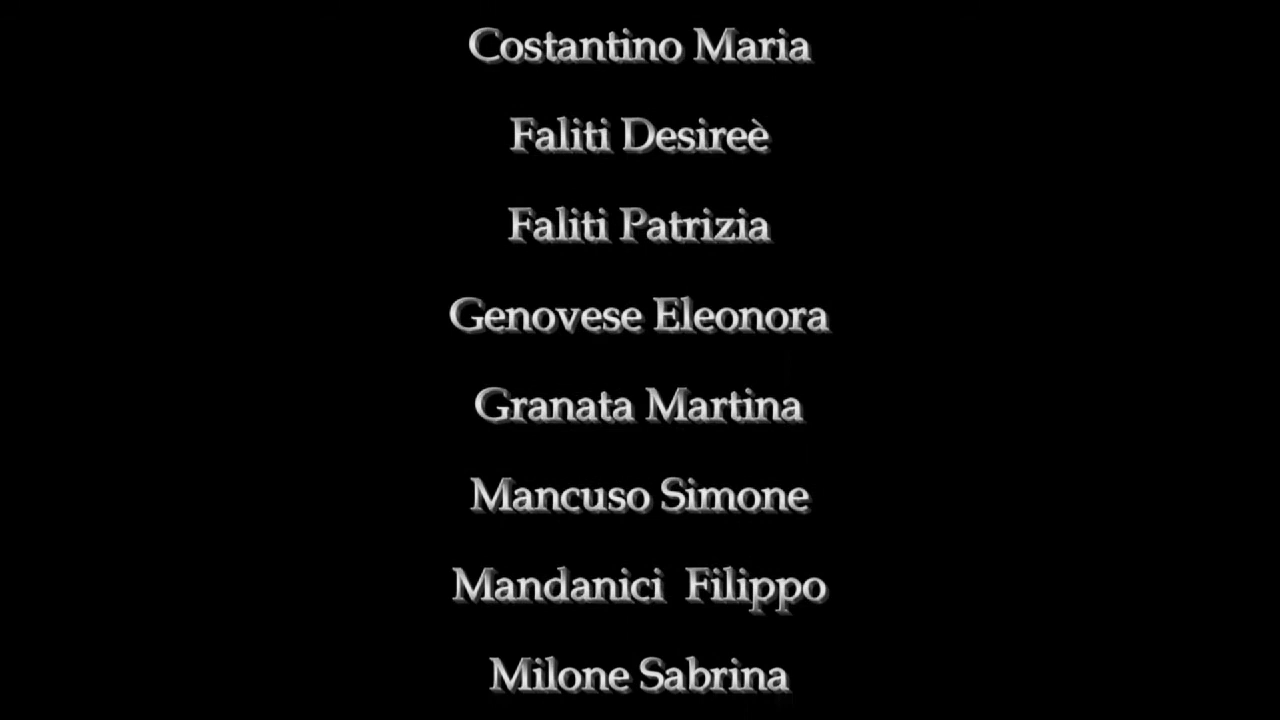 Costantino Maria
Faliti Desireè
Faliti Patrizia
Genovese Eleonora
Granata Martina
Mancuso Simone
Mandanici  Filippo
Milone Sabrina